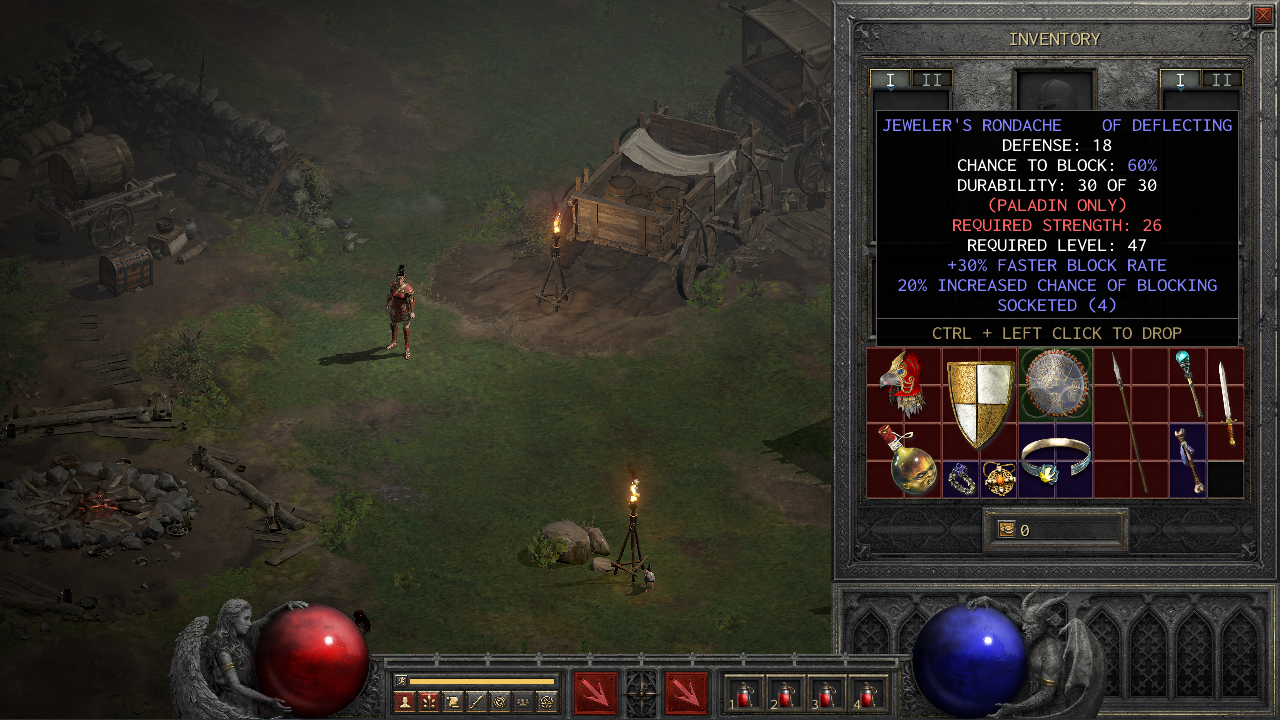 INVENTORY
I II I II
JEWELER'S RONDACHE OF DEFLECTING
DEFENSE: 18
CHANCE TO BLOCK: 60%
DURABILITY: 30 OF 30
(PALADIN ONLY)
REQUIRED STRENGTH: 26
REQUIRED LEVEL: 47
+30% FASTER BLOCK RATE
20% INCREASED CHANCE OF BLOCKING
SOCKETED (4)
CTRL + LEFT CLICK TO DROP
0
1 2 3 4